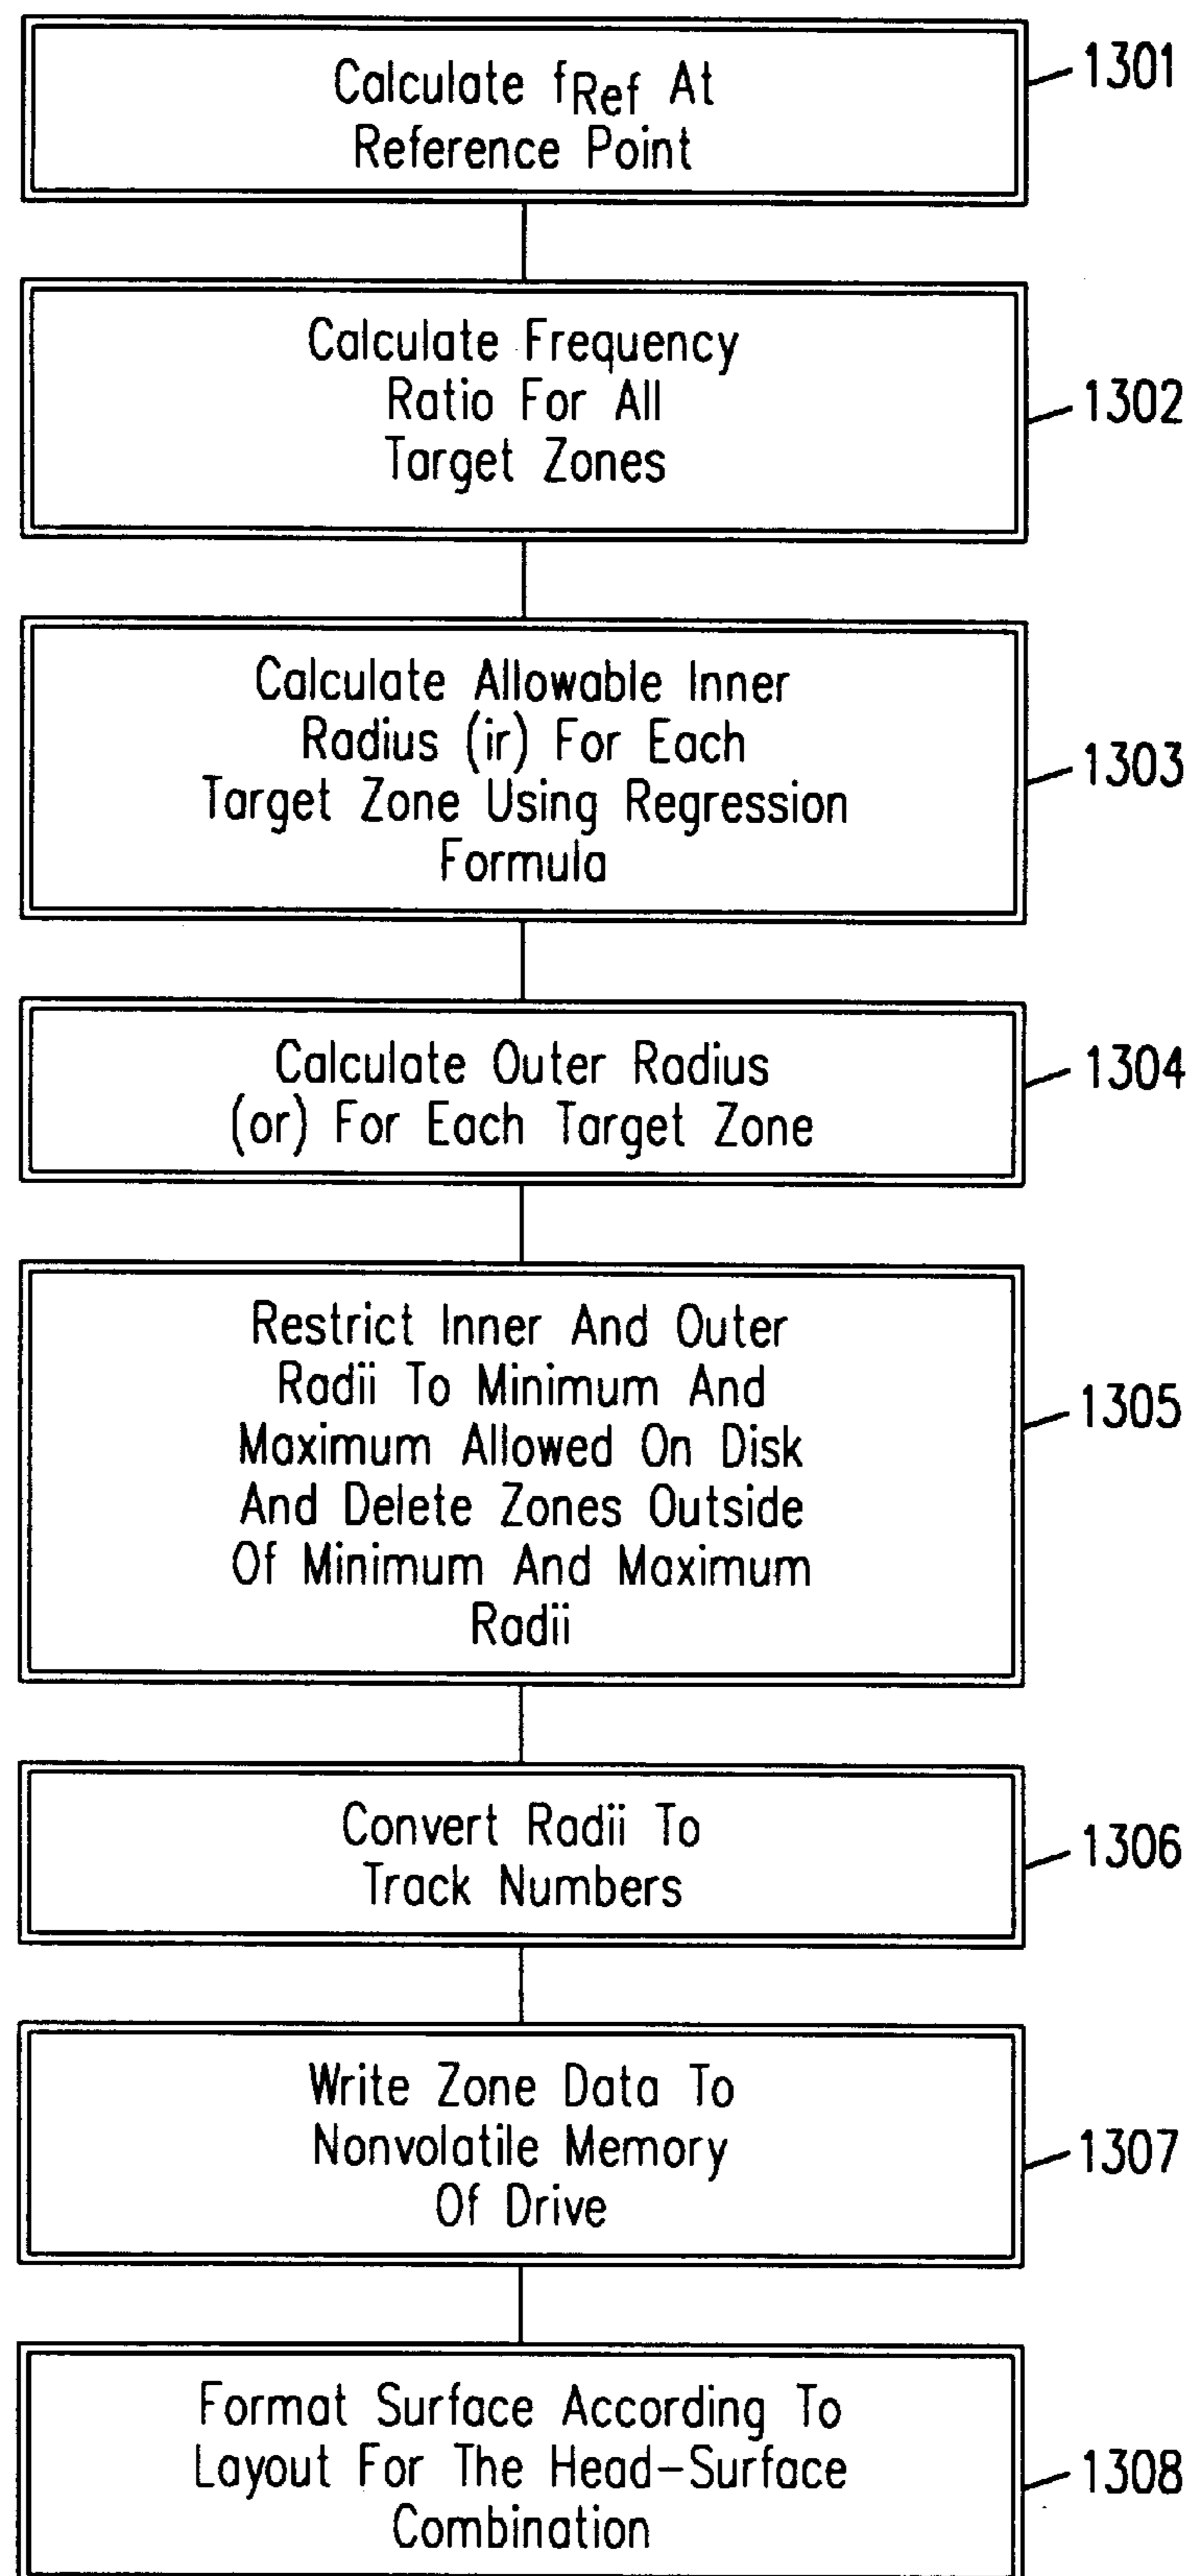 Calculate fRef At
Reference Point
1301
Calculate Frequency
Ratio For All
Target Zones
1302
Calculate Allowable Inner
Radius (ir) For Each
Target Zone Using Regression
Formula
1303
Calculate Outer Radius
(or) For Each Target Zone
1304
Restrict Inner And Outer
Radii To Minimum And
Maximum Allowed On Disk
And Delete Zones Outside
Of Minimum And Maximum
Radii
1305
Convert Radii To
Track Numbers
1306
Write Zone Data To
Nonvolatile Memory
Of Drive
1307
Format Surface According To
Layout For The Head-Surface
Combination
1308